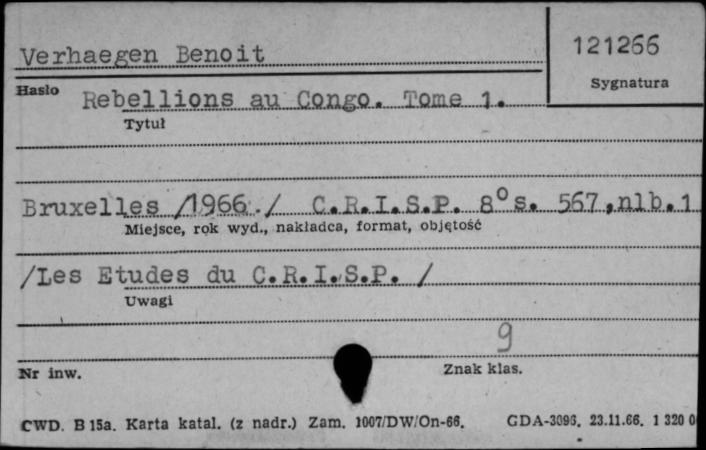 Verhaegen Benoit
121266
Hasło
Sygnatura
Rebellions au Congo. Tome 1.
Tytuł
Bruxelles /1966./ C.R.I.S.P. 8° s. 567,nlb.1
Miejsce, rok wyd., nakładca, format, objętość
/Les Etudes du C.R.I.S.P. /
Uwagi
9
Nr inw.
Znak klas.
CWD. B 15a. Karta katal. (z nadr.) Zam. 1007/DW/On-66. GDA-3096. 23.11.66. 1 320 0